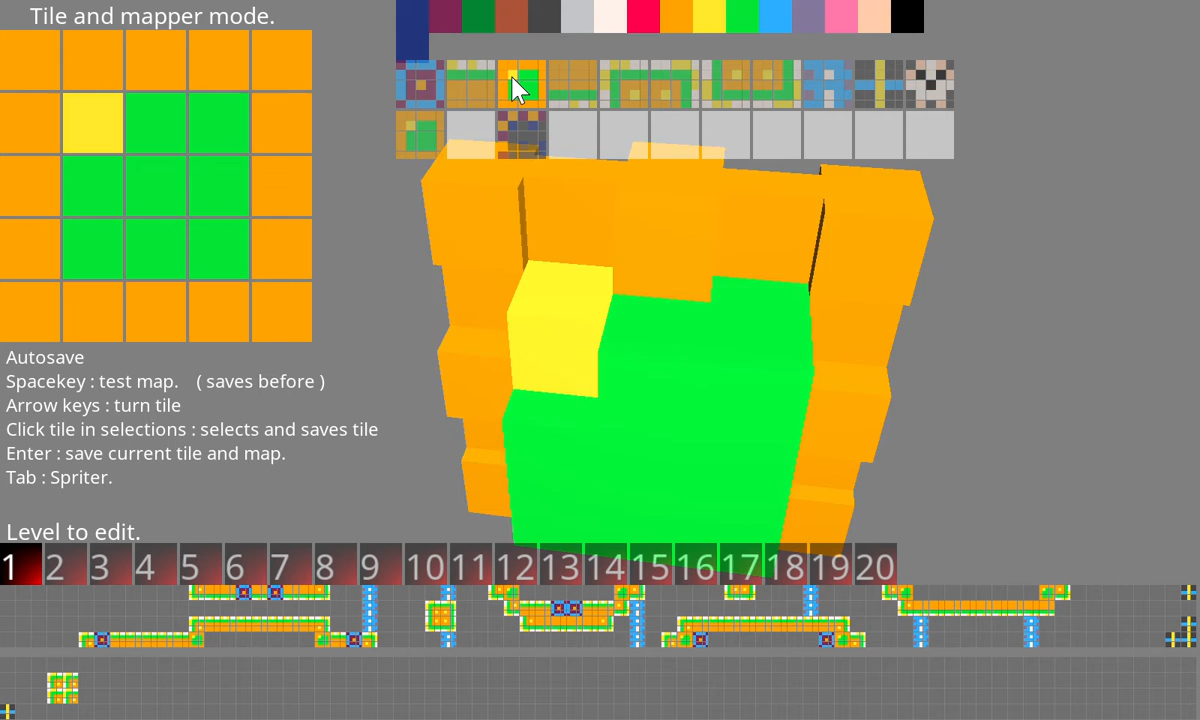 Tile and mapper mode.
Autosave
Spacekey : test map. ( saves before )
Arrow keys : turn tile
Click tile in selections : selects and saves tile
Enter : save current tile and map.
Tab : Spriter.
Level to edit.
1 2 3 4 5 6 7 8 9 10 11 12 13 14 15 16 17 18 19 20